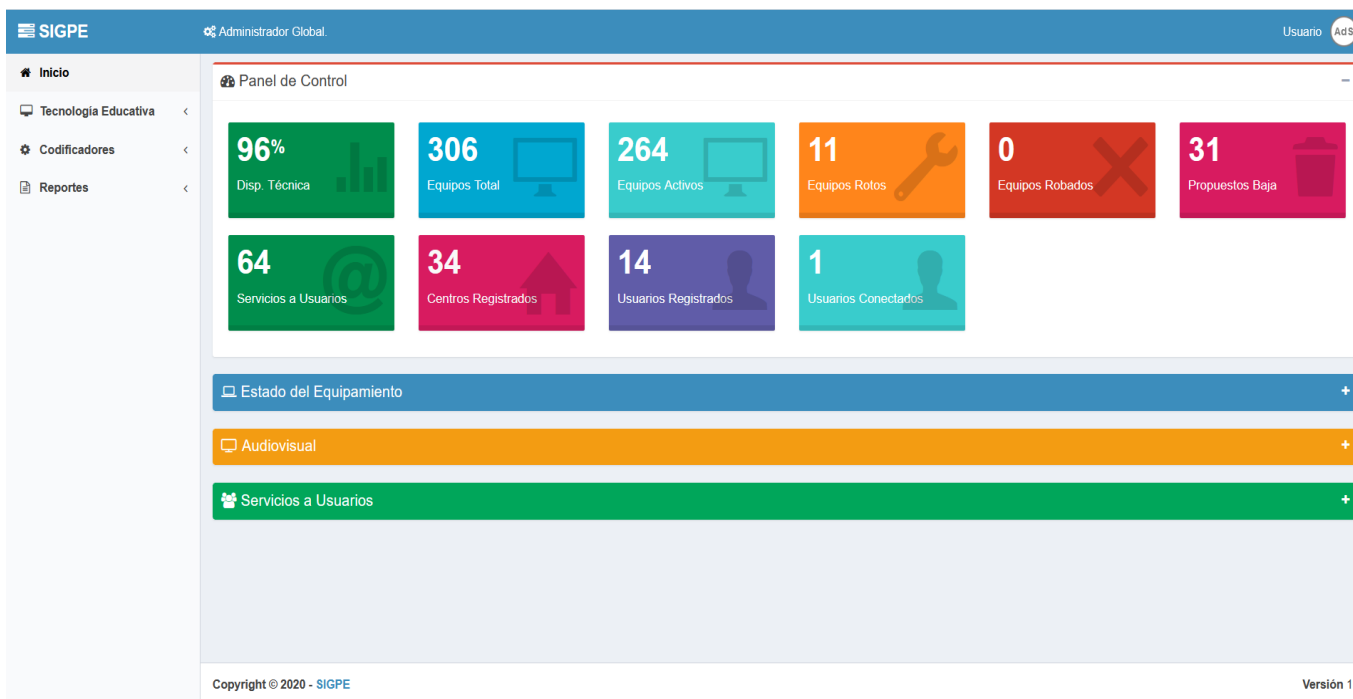 SIGPE
Administrador Global.
Usuario AdS
Inicio
Tecnología Educativa
Codificadores
Reportes
Panel de Control
96%
Disp. Técnica
306
Equipos Total
264
Equipos Activos
11
Equipos Rotos
0
Equipos Robados
31
Propuestos Baja
64
Servicios a Usuarios
34
Centros Registrados
14
Usuarios Registrados
1
Usuarios Conectados
Estado del Equipamiento
Audiovisual
Servicios a Usuarios
Copyright © 2020 - SIGPE
Versión 1